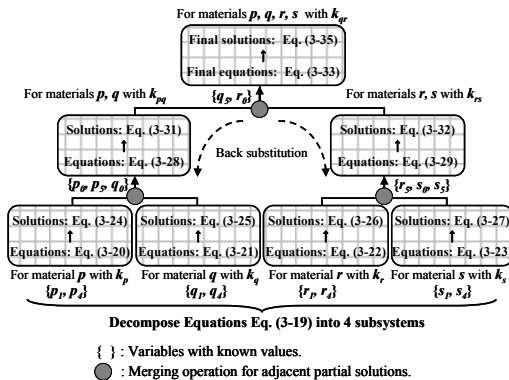 For materials p, q, r, s with k_qr
Final solutions: Eq. (3-35)
Final equations: Eq. (3-33)
For materials p, q with k_pq
{q_5, r_0}
For materials r, s with k_rs
Solutions: Eq. (3-31)
Equations: Eq. (3-28)
Solutions: Eq. (3-32)
Equations: Eq. (3-29)
Back substitution
{p_0, p_5, q_0}
{r_5, s_0, s_5}
Solutions: Eq. (3-24)
Equations: Eq. (3-20)
Solutions: Eq. (3-25)
Equations: Eq. (3-21)
Solutions: Eq. (3-26)
Equations: Eq. (3-22)
Solutions: Eq. (3-27)
Equations: Eq. (3-23)
For material p with k_p
{p_1, p_4}
For material q with k_q
{q_1, q_4}
For material r with k_r
{r_1, r_4}
For material s with k_s
{s_1, s_4}
Decompose Equations Eq. (3-19) into 4 subsystems
{ } : Variables with known values.
: Merging operation for adjacent partial solutions.